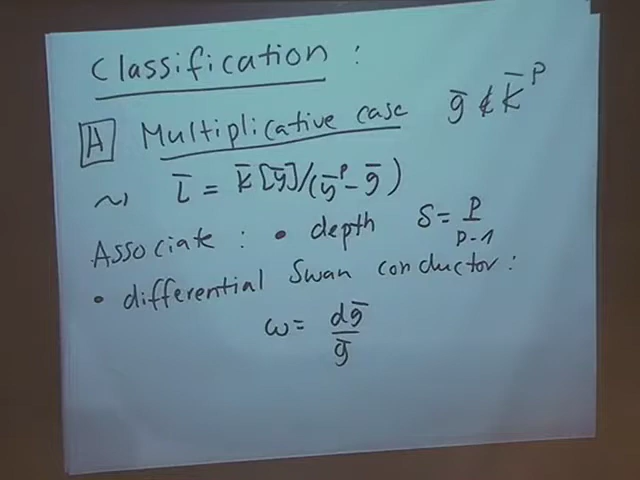 Classification :
A Multiplicative case ḡ ∉ K̄^p
⇝ L̄ = K̄[ȳ]/(ȳ^p - ḡ)
Associate : • depth δ = p/(p-1)
• differential Swan conductor :
ω = dḡ/ḡ